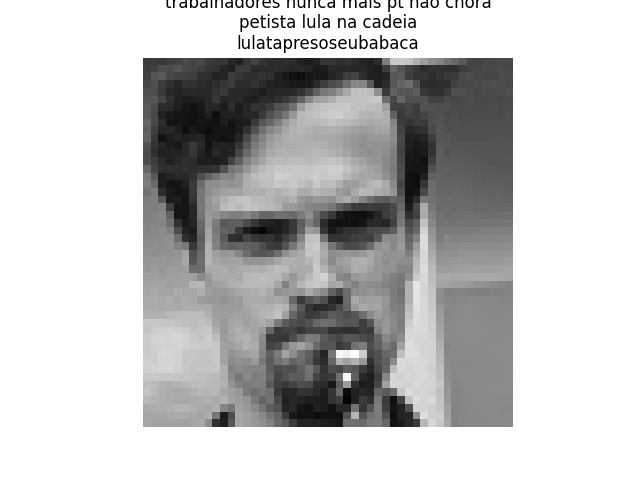 trabalhadores nunca mais pt não chora
petista lula na cadeia
lulatapresoseubabaca